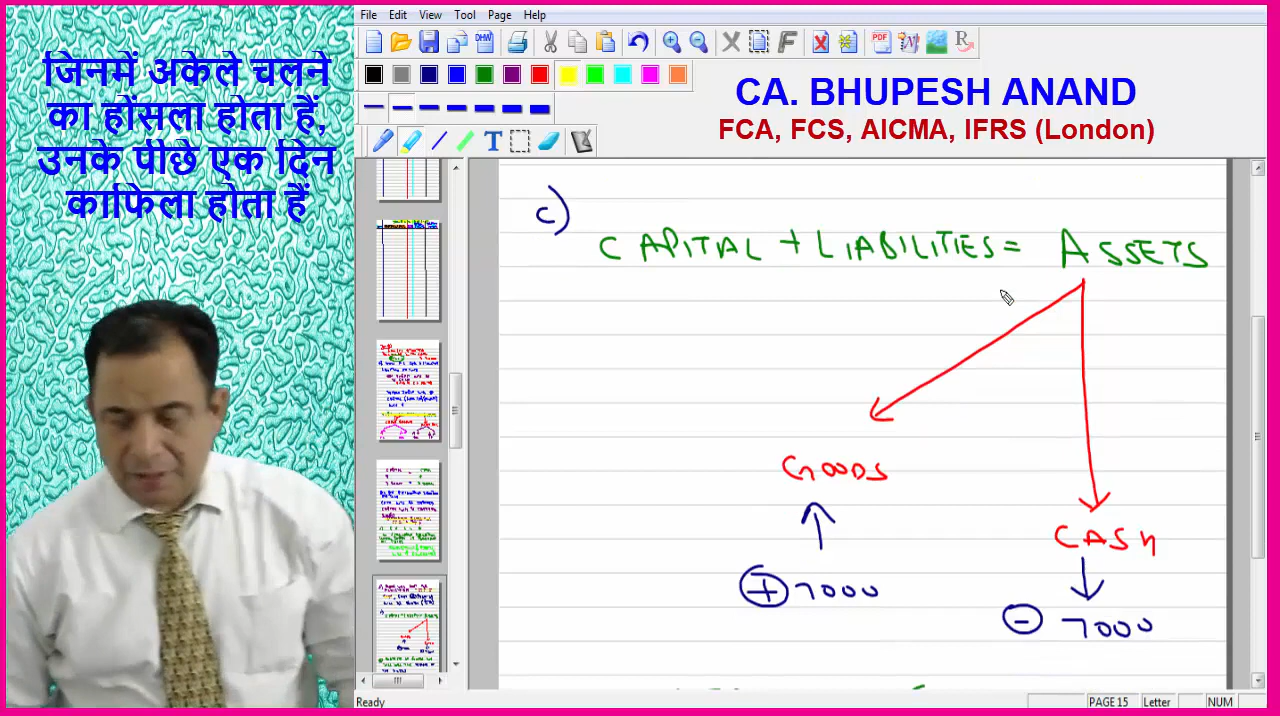 जिनमें अकेले चलने
का होंसला होता हैं,
उनके पीछे एक दिन
काफिला होता हैं
File Edit View Tool Page Help
CA. BHUPESH ANAND
FCA, FCS, AICMA, IFRS (London)
c)
CAPITAL + LIABILITIES = ASSETS
GOODS
CASH
+ 7000
- 7000
Ready
PAGE 15 Letter NUM